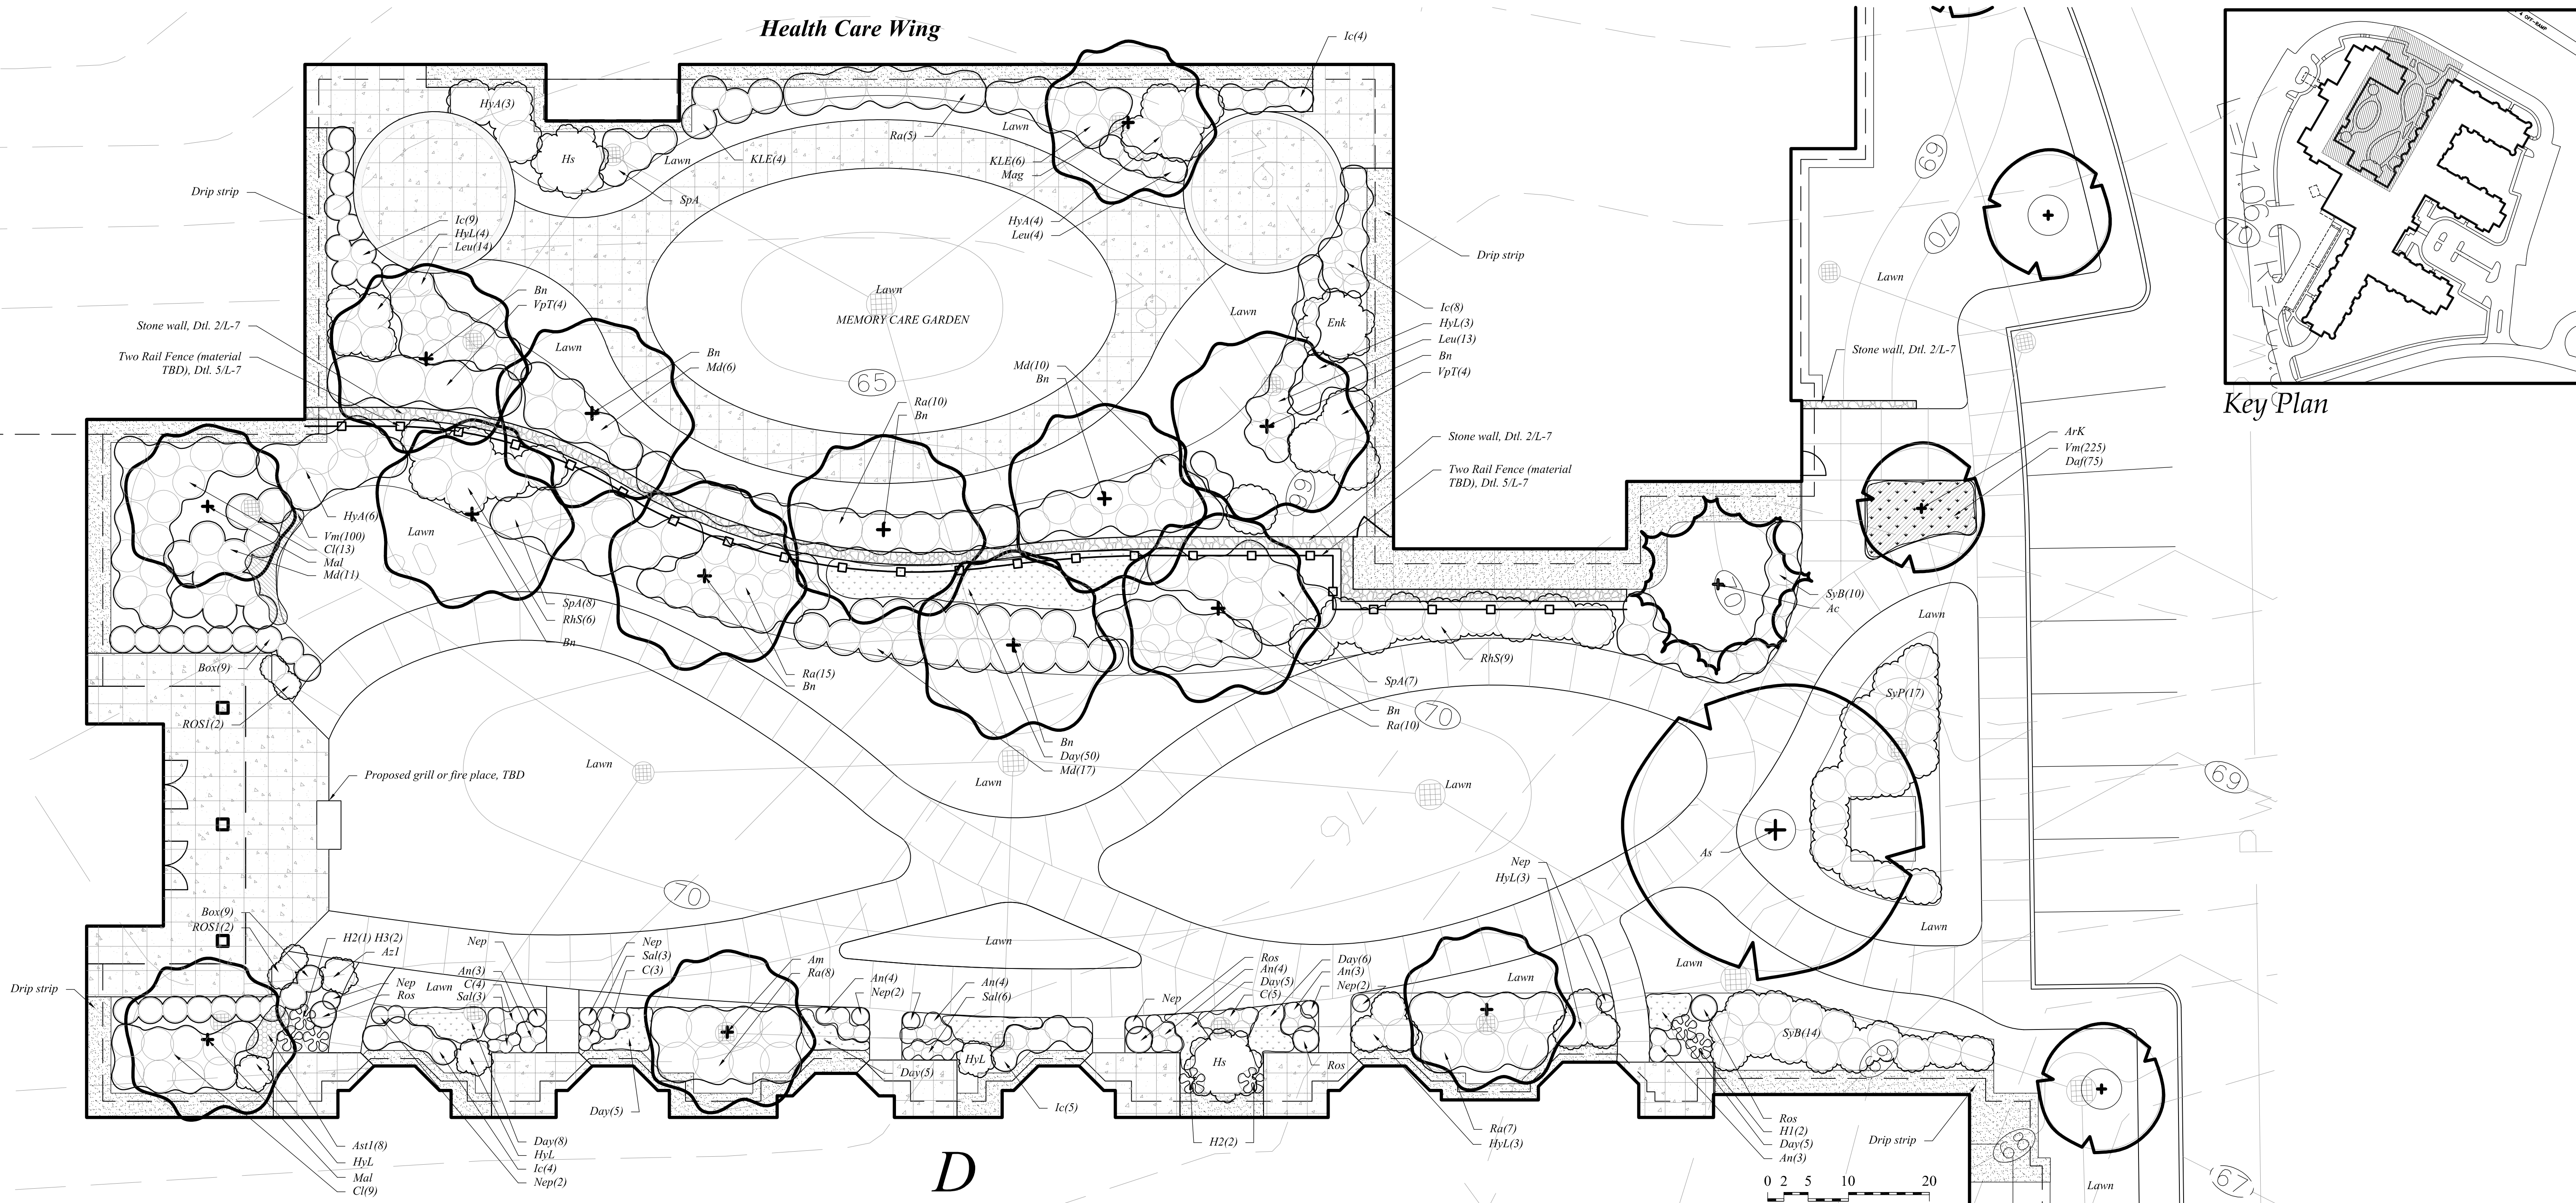 Health Care Wing
Ic(4)
4 OFF-RAMP
HyA(3)
Ra(5)
Lawn
Hs
Lawn
KLE(4)
KLE(6)
Mag
SpA
Drip strip
HyA(4)
Leu(4)
Ic(9)
HyL(4)
Leu(14)
69
70
Drip strip
Lawn
Bn
VpT(4)
Lawn
MEMORY CARE GARDEN
Lawn
Enk
Ic(8)
HyL(3)
Leu(13)
Bn
VpT(4)
Stone wall, Dtl. 2/L-7
Two Rail Fence (material
TBD), Dtl. 5/L-7
Lawn
Bn
Md(6)
65
Md(10)
Bn
Stone wall, Dtl. 2/L-7
Key Plan
Ra(10)
Bn
Stone wall, Dtl. 2/L-7
Two Rail Fence (material
TBD), Dtl. 5/L-7
66
ArK
Vm(225)
Daf(75)
HyA(6)
Lawn
Vm(100)
Cl(13)
Mal
Md(11)
SpA(8)
RhS(6)
Bn
70
SyB(10)
Ac
Lawn
Box(9)
ROS1(2)
Ra(15)
Bn
RhS(9)
SpA(7)
Bn
Ra(10)
70
SyP(17)
Bn
Day(50)
Md(17)
Proposed grill or fire place, TBD
Lawn
Lawn
Lawn
69
As
70
Nep
HyL(3)
Lawn
Box(9)
ROS1(2)
H2(1) H3(2)
Az1
Nep
Nep
Sal(3)
C(3)
Lawn
Am
Ra(8)
Ros
An(4)
Day(5)
C(5)
Day(6)
An(3)
Nep(2)
Lawn
Lawn
Drip strip
Nep
Ros
Lawn
An(3)
C(4)
Sal(3)
An(4)
Nep(2)
An(4)
Sal(6)
Nep
SyB(14)
69
HyL
Hs
Ros
Day(5)
Day(5)
Ic(5)
H2(2)
Ra(7)
HyL(3)
Ros
H1(2)
Day(5)
An(3)
Drip strip
68
Ast1(8)
HyL
Mal
Cl(9)
Day(8)
HyL
Ic(4)
Nep(2)
D
0 2 5 10 20
Lawn
67